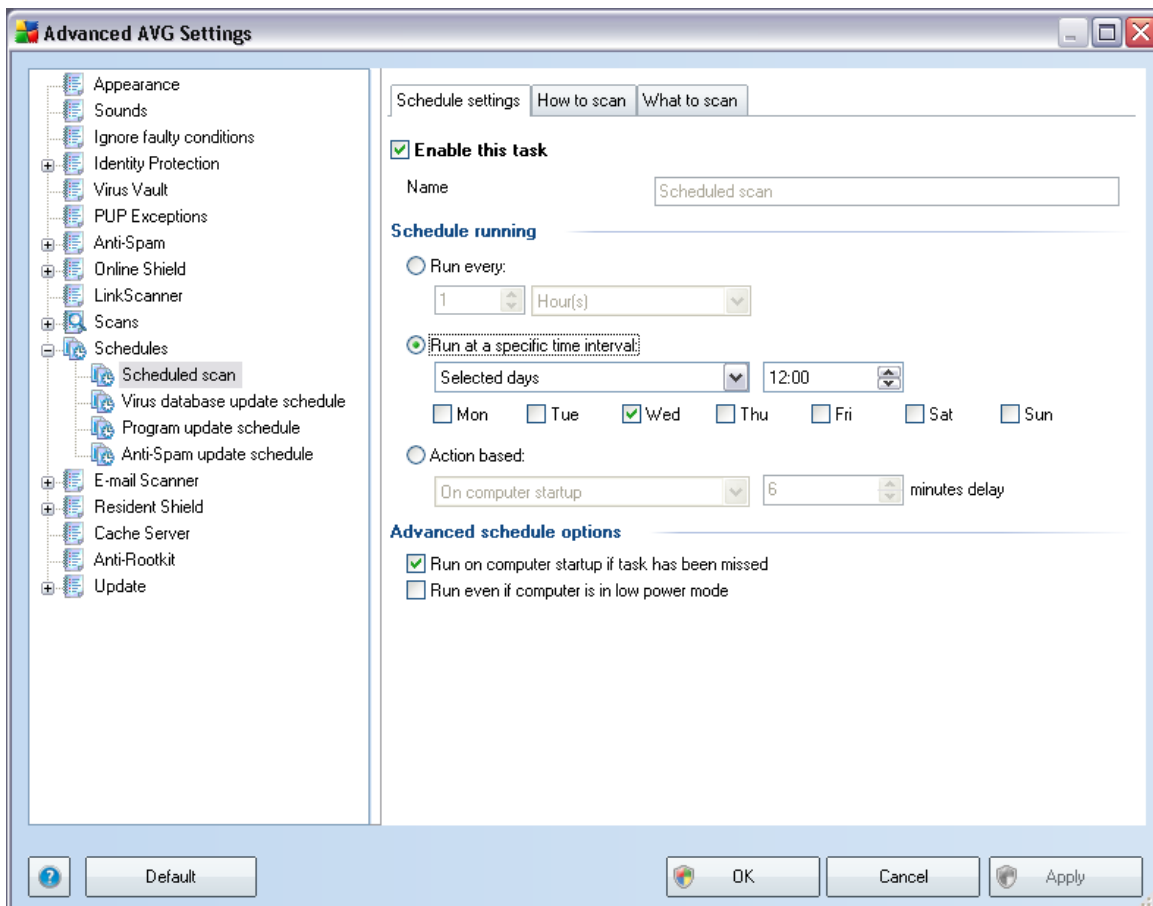 Advanced AVG Settings
Appearance
Sounds
Ignore faulty conditions
Identity Protection
Virus Vault
PUP Exceptions
Anti-Spam
Online Shield
LinkScanner
Scans
Schedules
Scheduled scan
Virus database update schedule
Program update schedule
Anti-Spam update schedule
E-mail Scanner
Resident Shield
Cache Server
Anti-Rootkit
Update
Schedule settings How to scan What to scan
Enable this task
Name Scheduled scan
Schedule running
Run every:
1 Hour(s)
Run at a specific time interval:
Selected days 12:00
Mon Tue Wed Thu Fri Sat Sun
Action based:
On computer startup 6 minutes delay
Advanced schedule options
Run on computer startup if task has been missed
Run even if computer is in low power mode
? Default OK Cancel Apply